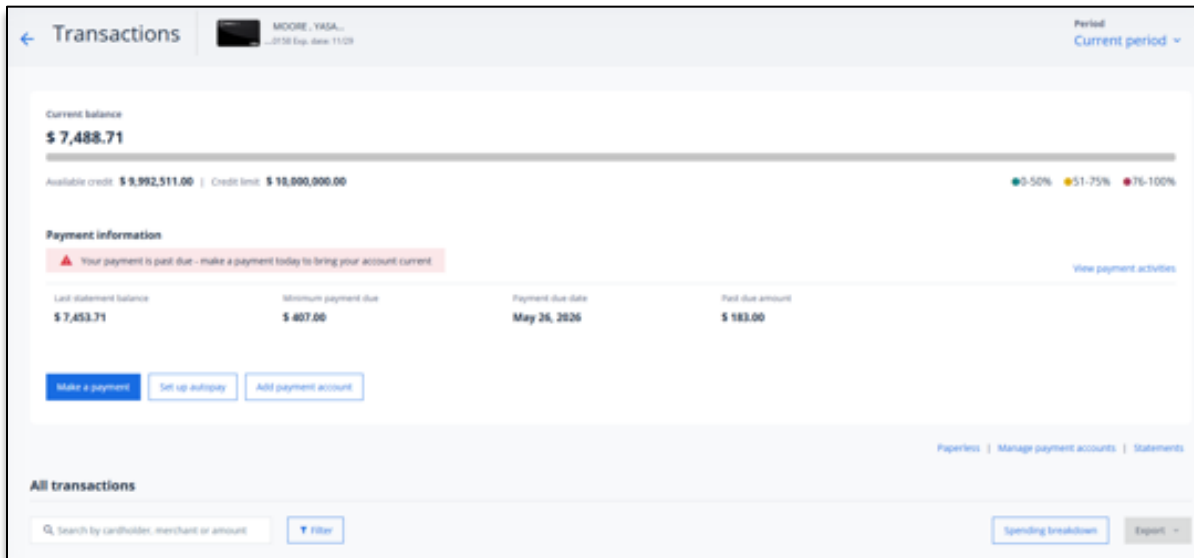 Transactions
MOORE , YASA...
...0158 Exp. date: 11/29
Period
Current period
Current balance
$ 7,488.71
Available credit $ 9,992,511.00 | Credit limit $ 10,000,000.00
0-50% 51-75% 76-100%
Payment information
Your payment is past due - make a payment today to bring your account current
View payment activities
Last statement balance Minimum payment due Payment due date Past due amount
$ 7,453.71 $ 407.00 May 26, 2026 $ 183.00
Make a payment Set up autopay Add payment account
Paperless | Manage payment accounts | Statements
All transactions
Search by cardholder, merchant or amount Filter Spending breakdown Export